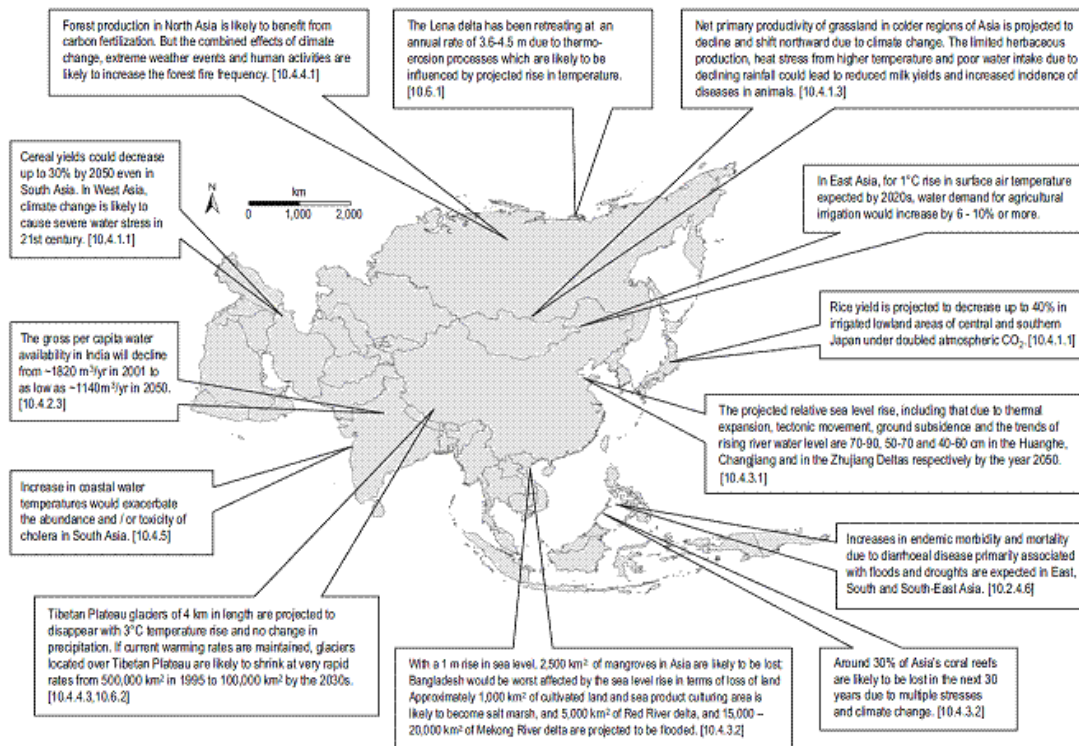 Forest production in North Asia is likely to benefit from
carbon fertilization. But the combined effects of climate
change, extreme weather events and human activities are
likely to increase the forest fire frequency. [10.4.4.1]
The Lena delta has been retreating at an
annual rate of 3.6-4.5 m due to thermo-
erosion processes which are likely to be
influenced by projected rise in temperature.
[10.6.1]
Net primary productivity of grassland in colder regions of Asia is projected to
decline and shift northward due to climate change. The limited herbaceous
production, heat stress from higher temperature and poor water intake due to
declining rainfall could lead to reduced milk yields and increased incidence of
diseases in animals. [10.4.1.3]
Cereal yields could decrease
up to 30% by 2050 even in
South Asia. In West Asia,
climate change is likely to
cause severe water stress in
21st century. [10.4.1.1]
N
km
0 1,000 2,000
In East Asia, for 1°C rise in surface air temperature
expected by 2020s, water demand for agricultural
irrigation would increase by 6 - 10% or more.
Rice yield is projected to decrease up to 40% in
irrigated lowland areas of central and southern
Japan under doubled atmospheric CO₂. [10.4.1.1]
The gross per capita water
availability in India will decline
from ~1820 m³/yr in 2001 to
as low as ~1140m³/yr in 2050.
[10.4.2.3]
The projected relative sea level rise, including that due to thermal
expansion, tectonic movement, ground subsidence and the trends of
rising river water level are 70-90, 50-70 and 40-60 cm in the Huanghe,
Changjiang and in the Zhujiang Deltas respectively by the year 2050.
[10.4.3.1]
Increase in coastal water
temperatures would exacerbate
the abundance and / or toxicity of
cholera in South Asia. [10.4.5]
Increases in endemic morbidity and mortality
due to diarrhoeal disease primarily associated
with floods and droughts are expected in East,
South and South-East Asia. [10.2.4.6]
Tibetan Plateau glaciers of 4 km in length are projected to
disappear with 3°C temperature rise and no change in
precipitation. If current warming rates are maintained, glaciers
located over Tibetan Plateau are likely to shrink at very rapid
rates from 500,000 km² in 1995 to 100,000 km² by the 2030s.
[10.4.4.3,10.6.2]
With a 1 m rise in sea level, 2,500 km² of mangroves in Asia are likely to be lost;
Bangladesh would be worst affected by the sea level rise in terms of loss of land
Approximately 1,000 km² of cultivated land and sea product culturing area is
likely to become salt marsh, and 5,000 km² of Red River delta, and 15,000 –
20,000 km² of Mekong River delta are projected to be flooded. [10.4.3.2]
Around 30% of Asia's coral reefs
are likely to be lost in the next 30
years due to multiple stresses
and climate change. [10.4.3.2]